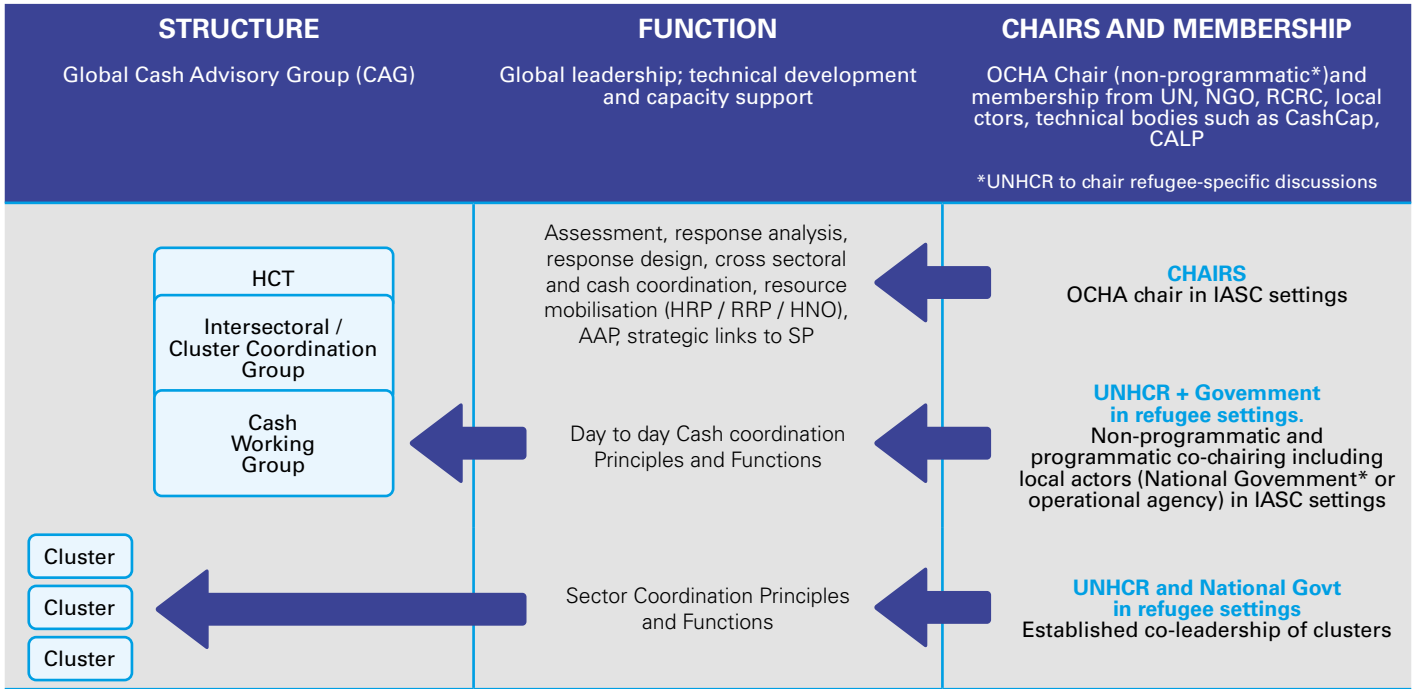 STRUCTURE
Global Cash Advisory Group (CAG)
FUNCTION
Global leadership; technical development
and capacity support
CHAIRS AND MEMBERSHIP
OCHA Chair (non-programmatic*)and
membership from UN, NGO, RCRC, local
ctors, technical bodies such as CashCap,
CALP
*UNHCR to chair refugee-specific discussions
HCT
Intersectoral /
Cluster Coordination
Group
Cash
Working
Group
Assessment, response analysis,
response design, cross sectoral
and cash coordination, resource
mobilisation (HRP / RRP / HNO),
AAP, strategic links to SP
CHAIRS
OCHA chair in IASC settings
Day to day Cash coordination
Principles and Functions
UNHCR + Govemment
in refugee settings.
Non-programmatic and
programmatic co-chairing including
local actors (National Govemment* or
operational agency) in IASC settings
Cluster
Cluster
Cluster
Sector Coordination Principles
and Functions
UNHCR and National Govt
in refugee settings
Established co-leadership of clusters